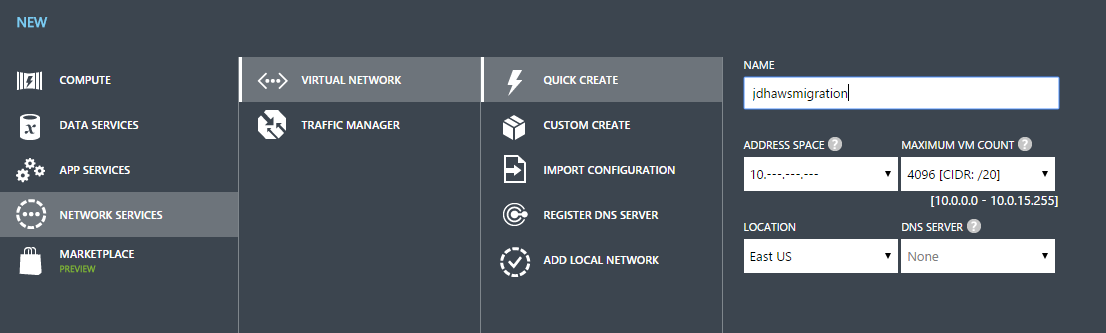 NEW
COMPUTE
DATA SERVICES
APP SERVICES
NETWORK SERVICES
MARKETPLACE
PREVIEW
VIRTUAL NETWORK
TRAFFIC MANAGER
QUICK CREATE
CUSTOM CREATE
IMPORT CONFIGURATION
REGISTER DNS SERVER
ADD LOCAL NETWORK
NAME
jdhawsmigration
ADDRESS SPACE ? MAXIMUM VM COUNT ?
10.---.---.--- 4096 [CIDR: /20]
[10.0.0.0 - 10.0.15.255]
LOCATION DNS SERVER ?
East US None